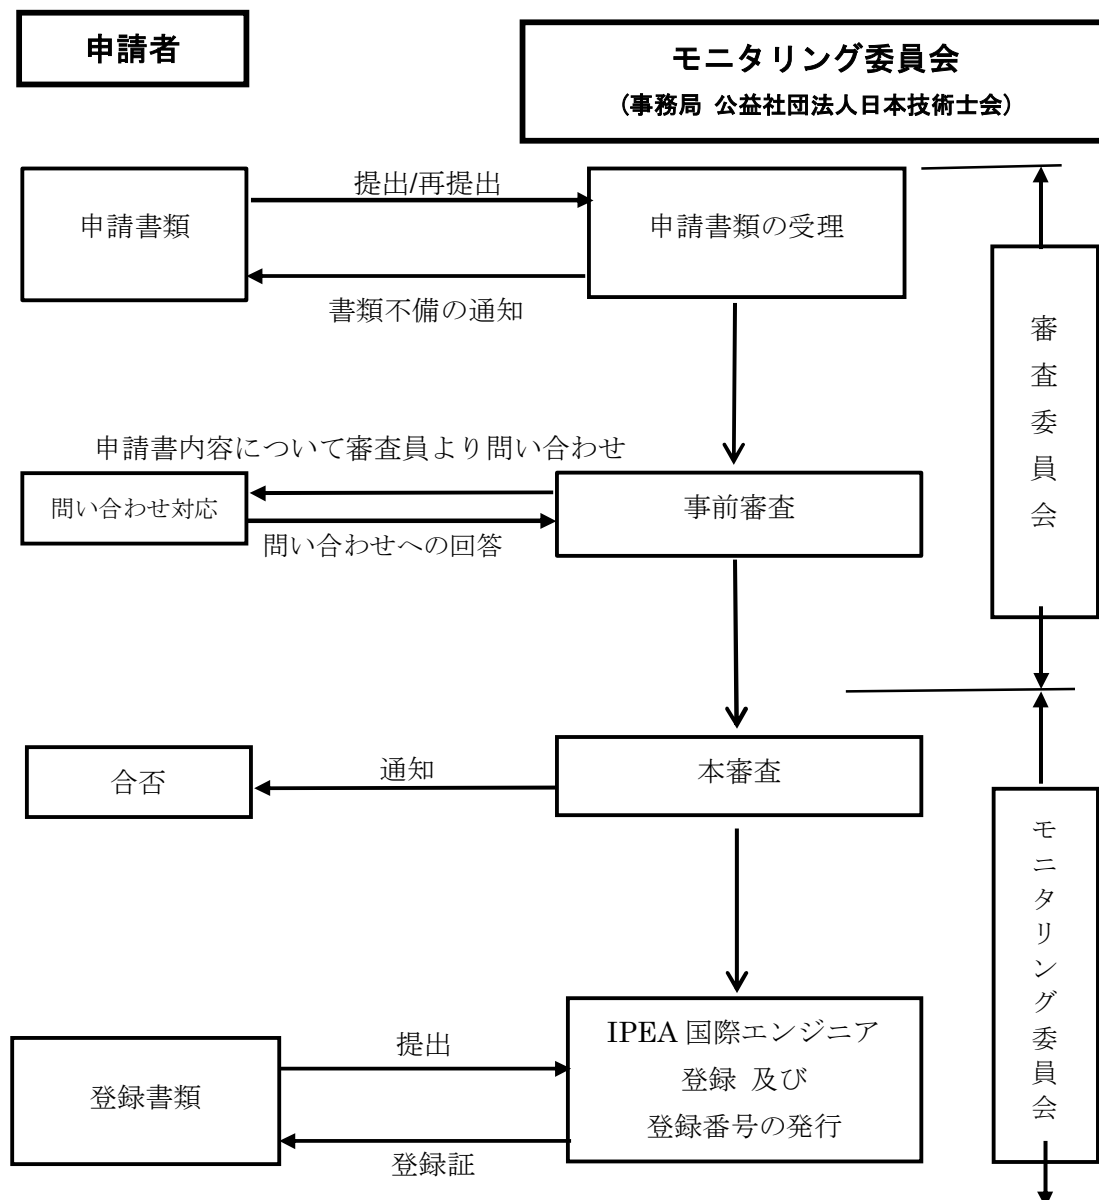 申請者
モニタリング委員会
（事務局 公益社団法人日本技術士会）
提出/再提出
申請書類
申請書類の受理
書類不備の通知
審査委員会
申請書内容について審査員より問い合わせ
問い合わせ対応
事前審査
問い合わせへの回答
合否
通知
本審査
モニタリング委員会
登録書類
提出
IPEA 国際エンジニア
登録 及び
登録番号の発行
登録証